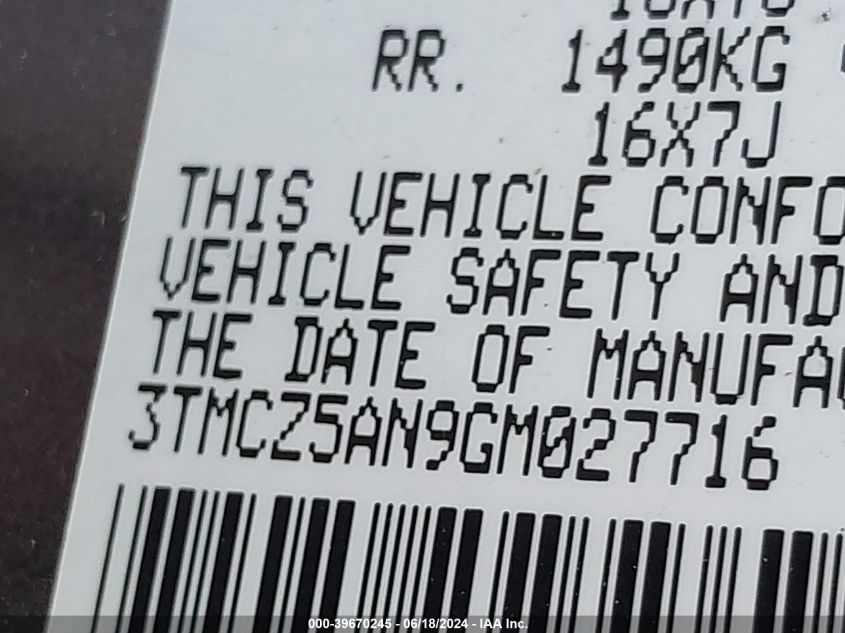 RR. 1490KG
16X7J
THIS VEHICLE CONFO
VEHICLE SAFETY AND
THE DATE OF MANUFA
3TMCZ5AN9GM027716
000-39670245 - 06/18/2024 - IAA Inc.